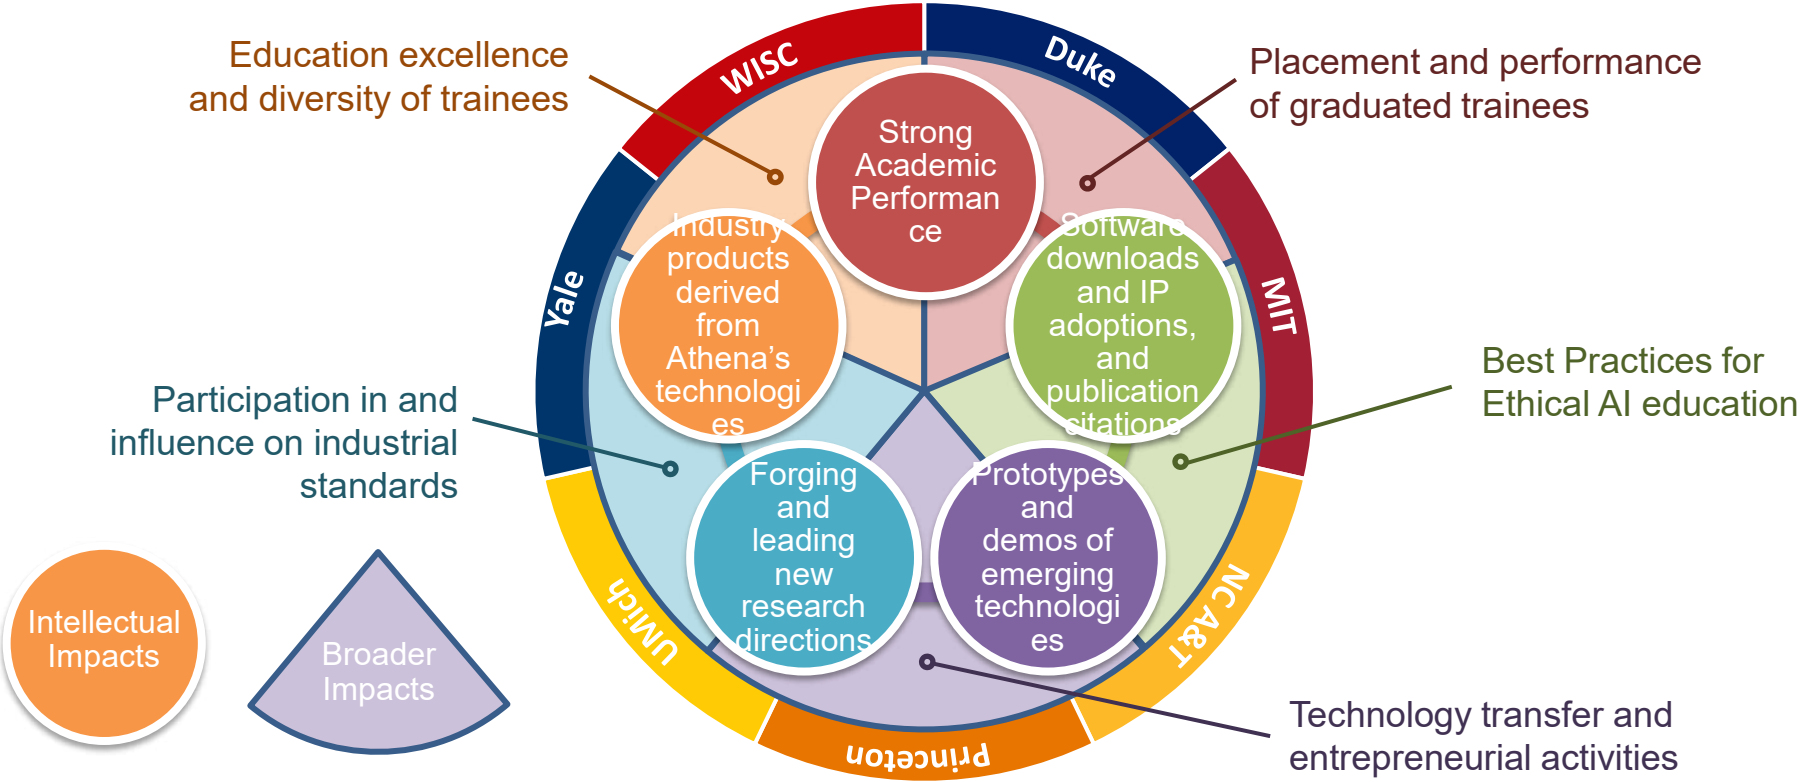 Education excellence
and diversity of trainees
WISC
Duke
Placement and performance
of graduated trainees
Strong
Academic
Performan
ce
Yale
Industry
products
derived
from
Athena’s
technologi
es
Software
downloads
and IP
adoptions,
and
publication
citations
MIT
Best Practices for
Ethical AI education
Participation in and
influence on industrial
standards
Forging
and
leading
new
research
directions
Prototypes
and
demos of
emerging
technologi
es
UMich
NC A&T
Intellectual
Impacts
Broader
Impacts
Princeton
Technology transfer and
entrepreneurial activities